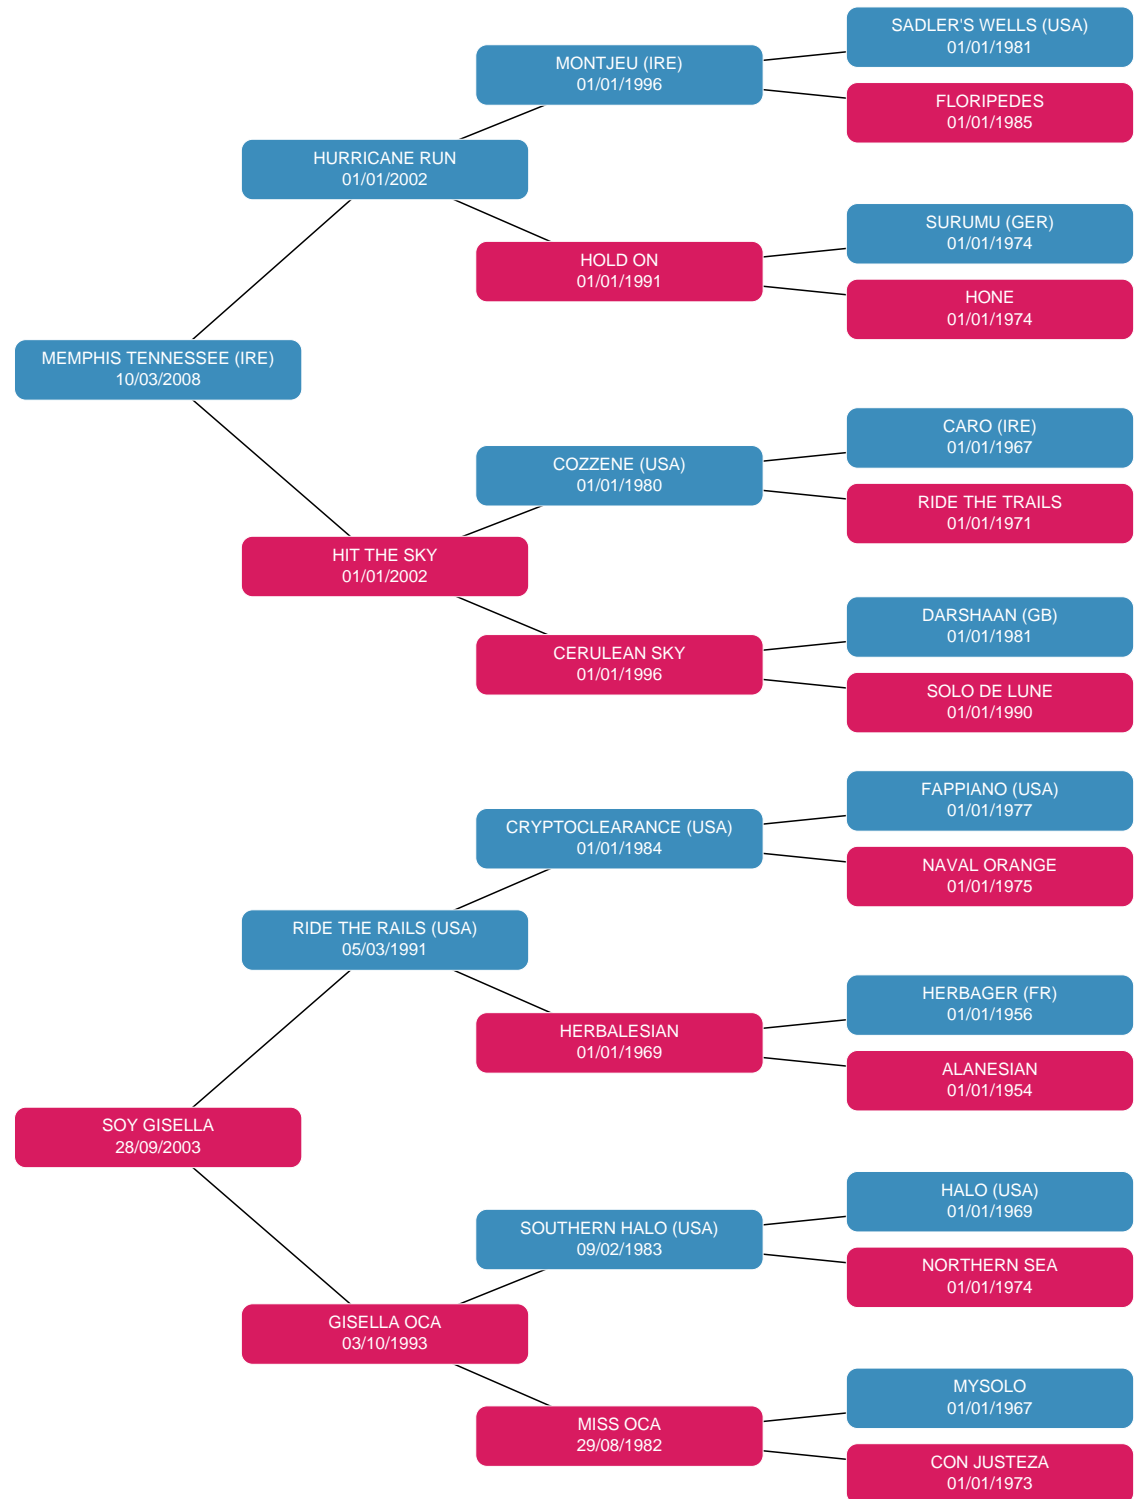 SADLER'S WELLS (USA)
01/01/1981
MONTJEU (IRE)
01/01/1996
FLORIPEDES
01/01/1985
HURRICANE RUN
01/01/2002
SURUMU (GER)
01/01/1974
HOLD ON
01/01/1991
HONE
01/01/1974
MEMPHIS TENNESSEE (IRE)
10/03/2008
CARO (IRE)
01/01/1967
COZZENE (USA)
01/01/1980
RIDE THE TRAILS
01/01/1971
HIT THE SKY
01/01/2002
DARSHAAN (GB)
01/01/1981
CERULEAN SKY
01/01/1996
SOLO DE LUNE
01/01/1990
FAPPIANO (USA)
01/01/1977
CRYPTOCLEARANCE (USA)
01/01/1984
NAVAL ORANGE
01/01/1975
RIDE THE RAILS (USA)
05/03/1991
HERBAGER (FR)
01/01/1956
HERBALESIAN
01/01/1969
ALANESIAN
01/01/1954
SOY GISELLA
28/09/2003
HALO (USA)
01/01/1969
SOUTHERN HALO (USA)
09/02/1983
NORTHERN SEA
01/01/1974
GISELLA OCA
03/10/1993
MYSOLO
01/01/1967
MISS OCA
29/08/1982
CON JUSTEZA
01/01/1973